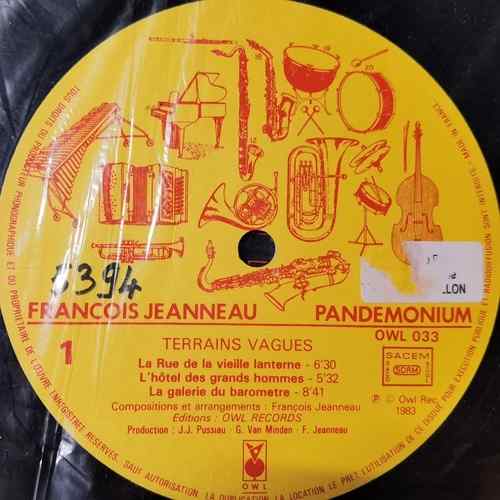 5394
FRANÇOIS JEANNEAU PANDEMONIUM
OWL 033
LLON
1
TERRAINS VAGUES
La Rue de la vieille lanterne - 6'30
L'hôtel des grands hommes - 5'32
La galerie du barometre - 8'41
Compositions et arrangements : François Jeanneau
Editions : OWL RECORDS
Production : J.J. Pussiau - G. Van Minden - F. Jeanneau
SACEM
SDRM
℗ © Owl Rec.
1983
OWL
TOUS DROITS DU PRODUCTEUR PHONOGRAPHIQUE ET DU PROPRIETAIRE DE L'ŒUVRE ENREGISTREE RESERVES. SAUF AUTORISATION, LA DUPLICATION, LA LOCATION, LE PRET, L'UTILISATION DE CE DISQUE POUR EXECUTION PUBLIQUE ET RADIODIFFUSION SONT INTERDITS - MADE IN FRANCE